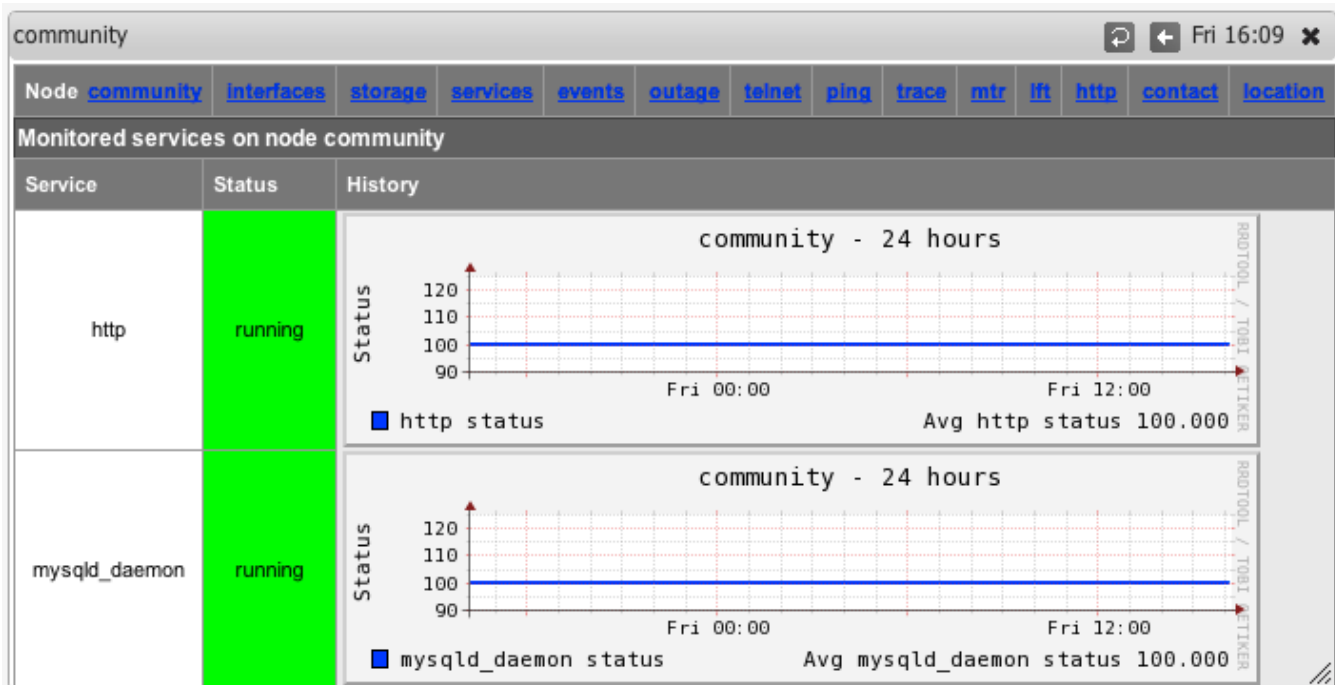 community Fri 16:09
Node community interfaces storage services events outage telnet ping trace mtr lft http contact location
Monitored services on node community
Service Status History
http running
community - 24 hours
Status
120
110
100
90
Fri 00:00 Fri 12:00
http status Avg http status 100.000
RRDTOOL / TOBI OETIKER
mysqld_daemon running
community - 24 hours
Status
120
110
100
90
Fri 00:00 Fri 12:00
mysqld_daemon status Avg mysqld_daemon status 100.000
RRDTOOL / TOBI OETIKER